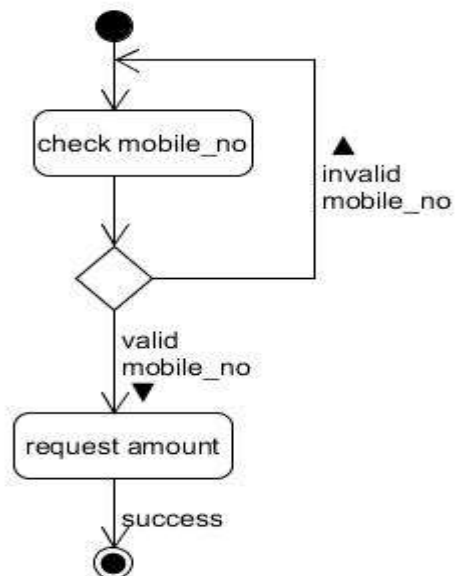 check mobile_no
invalid
mobile_no
valid
mobile_no
request amount
success